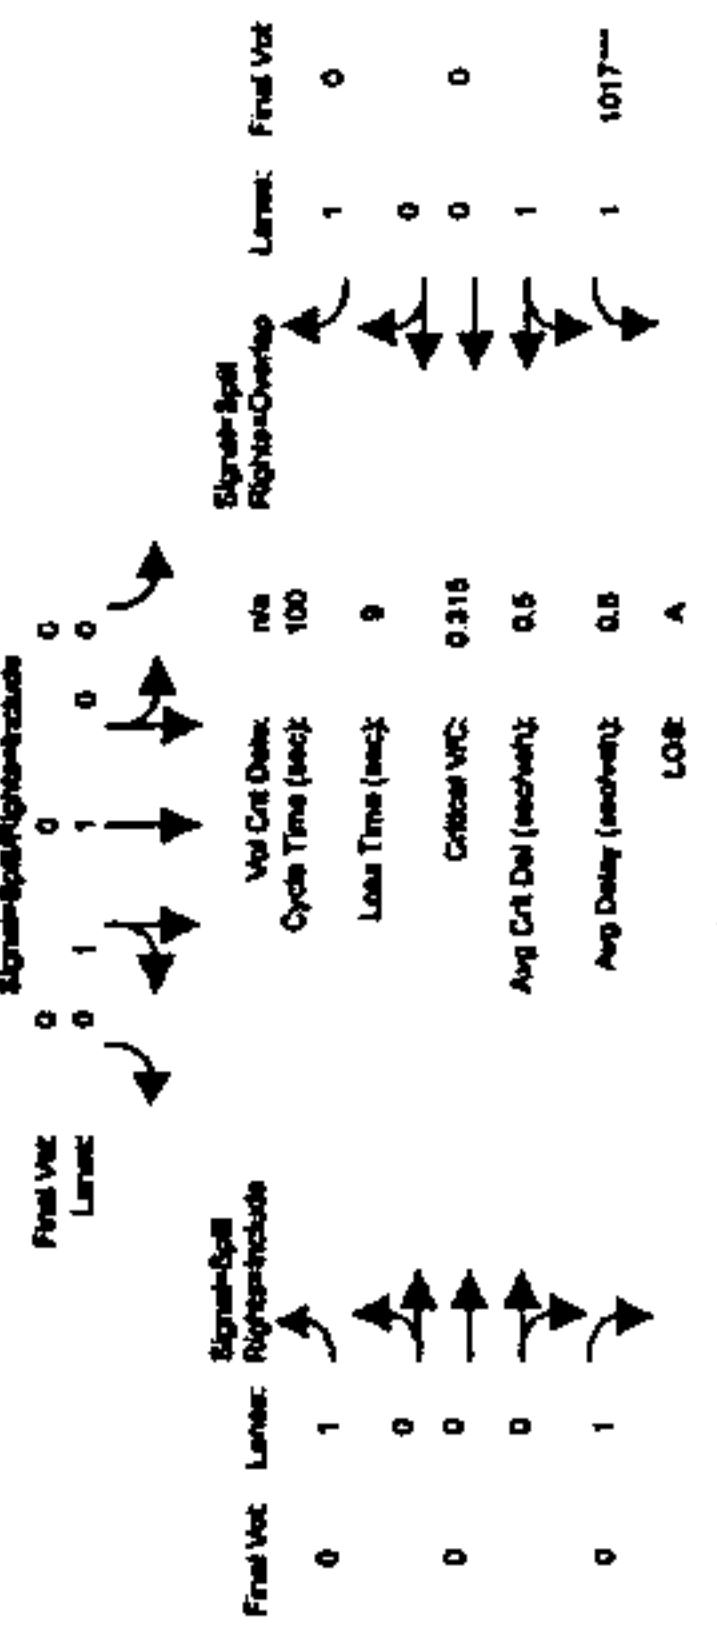 Signal=Split/Rights=Include
Final Vol: 0 0 0
Lanes: 0 1 1 0 0
Signal=Split Signal=Split
Final Vol: Lanes: Rights=Include Vol Cnt Date: n/a Rights=Overlap Lanes: Final Vol
0 1 Cycle Time (sec): 100 1 0
0 Loss Time (sec): 9 0
0 0 Critical V/C: 0.315 0 0
0 Avg Crit Del (sec/veh): 0.5 1
0 1 Avg Delay (sec/veh): 0.5 1 1017***
LOS: A